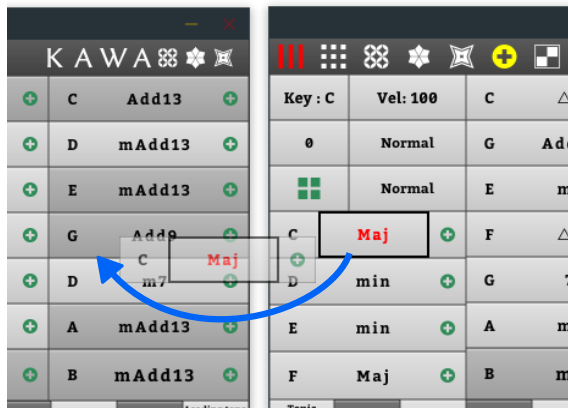 KAWA
C Add13
D mAdd13
E mAdd13
G Add9
D m7
A mAdd13
B mAdd13
C Maj
Key : C Vel: 100 C
0 Normal G
Normal E
C Maj F
D min G
E min A
F Maj B